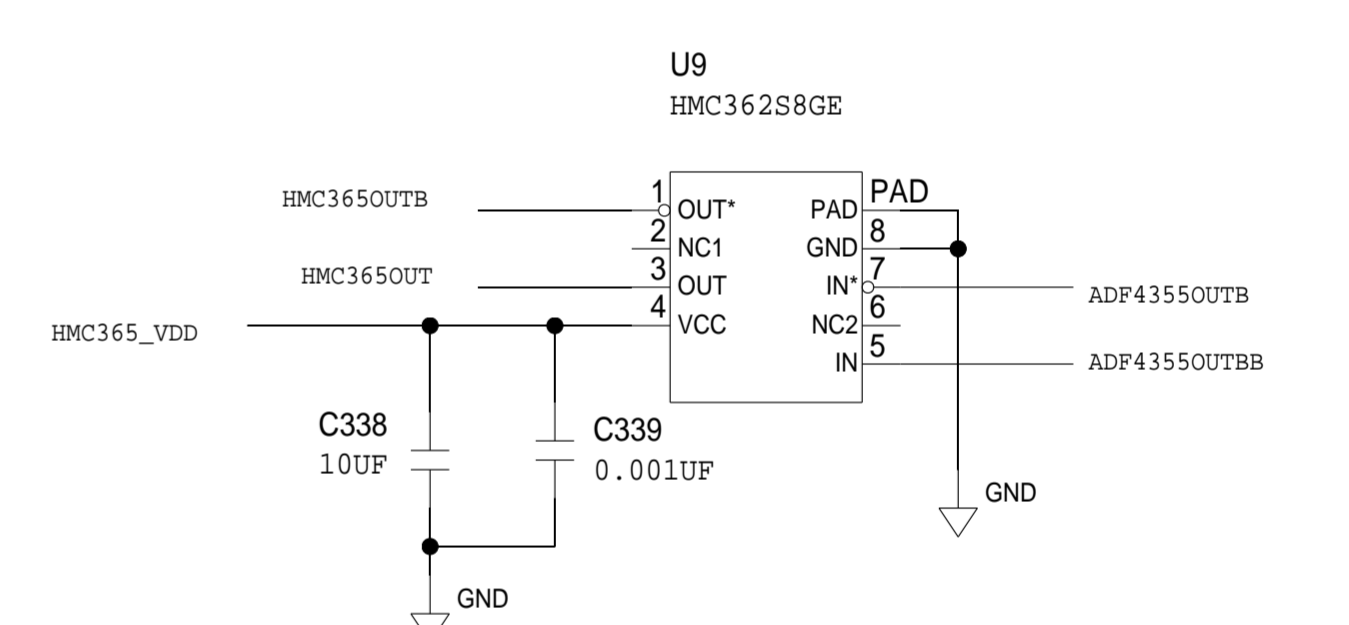 U9
HMC362S8GE
HMC365OUTB
1
OUT*
PAD
PAD
2
NC1
GND
8
HMC365OUT
3
OUT
IN*
7
ADF4355OUTB
HMC365_VDD
4
VCC
NC2
6
IN
5
ADF4355OUTBB
C338
10UF
C339
0.001UF
GND
GND